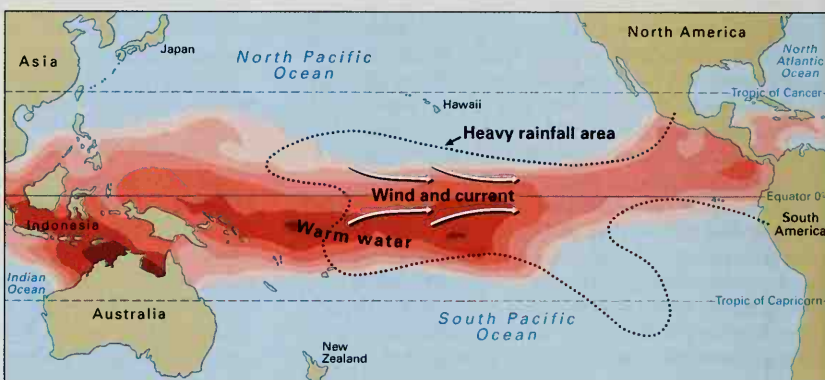 Asia
Japan
North Pacific
Ocean
North America
North
Atlantic
Ocean
Tropic of Cancer
Hawaii
Heavy rainfall area
Wind and current
Equator 0°
Indonesia
Warm water
South
America
Indian
Ocean
Australia
Tropic of Capricorn
South Pacific
Ocean
New
Zealand